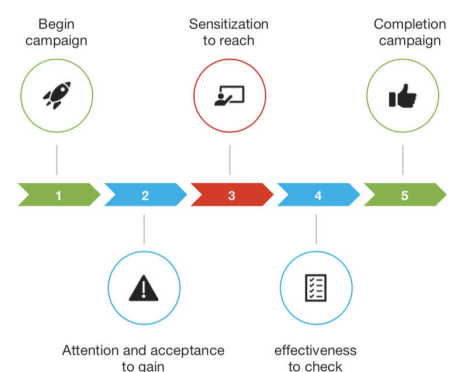 Begin
campaign
Sensitization
to reach
Completion
campaign
1
2
3
4
5
Attention and acceptance
to gain
effectiveness
to check